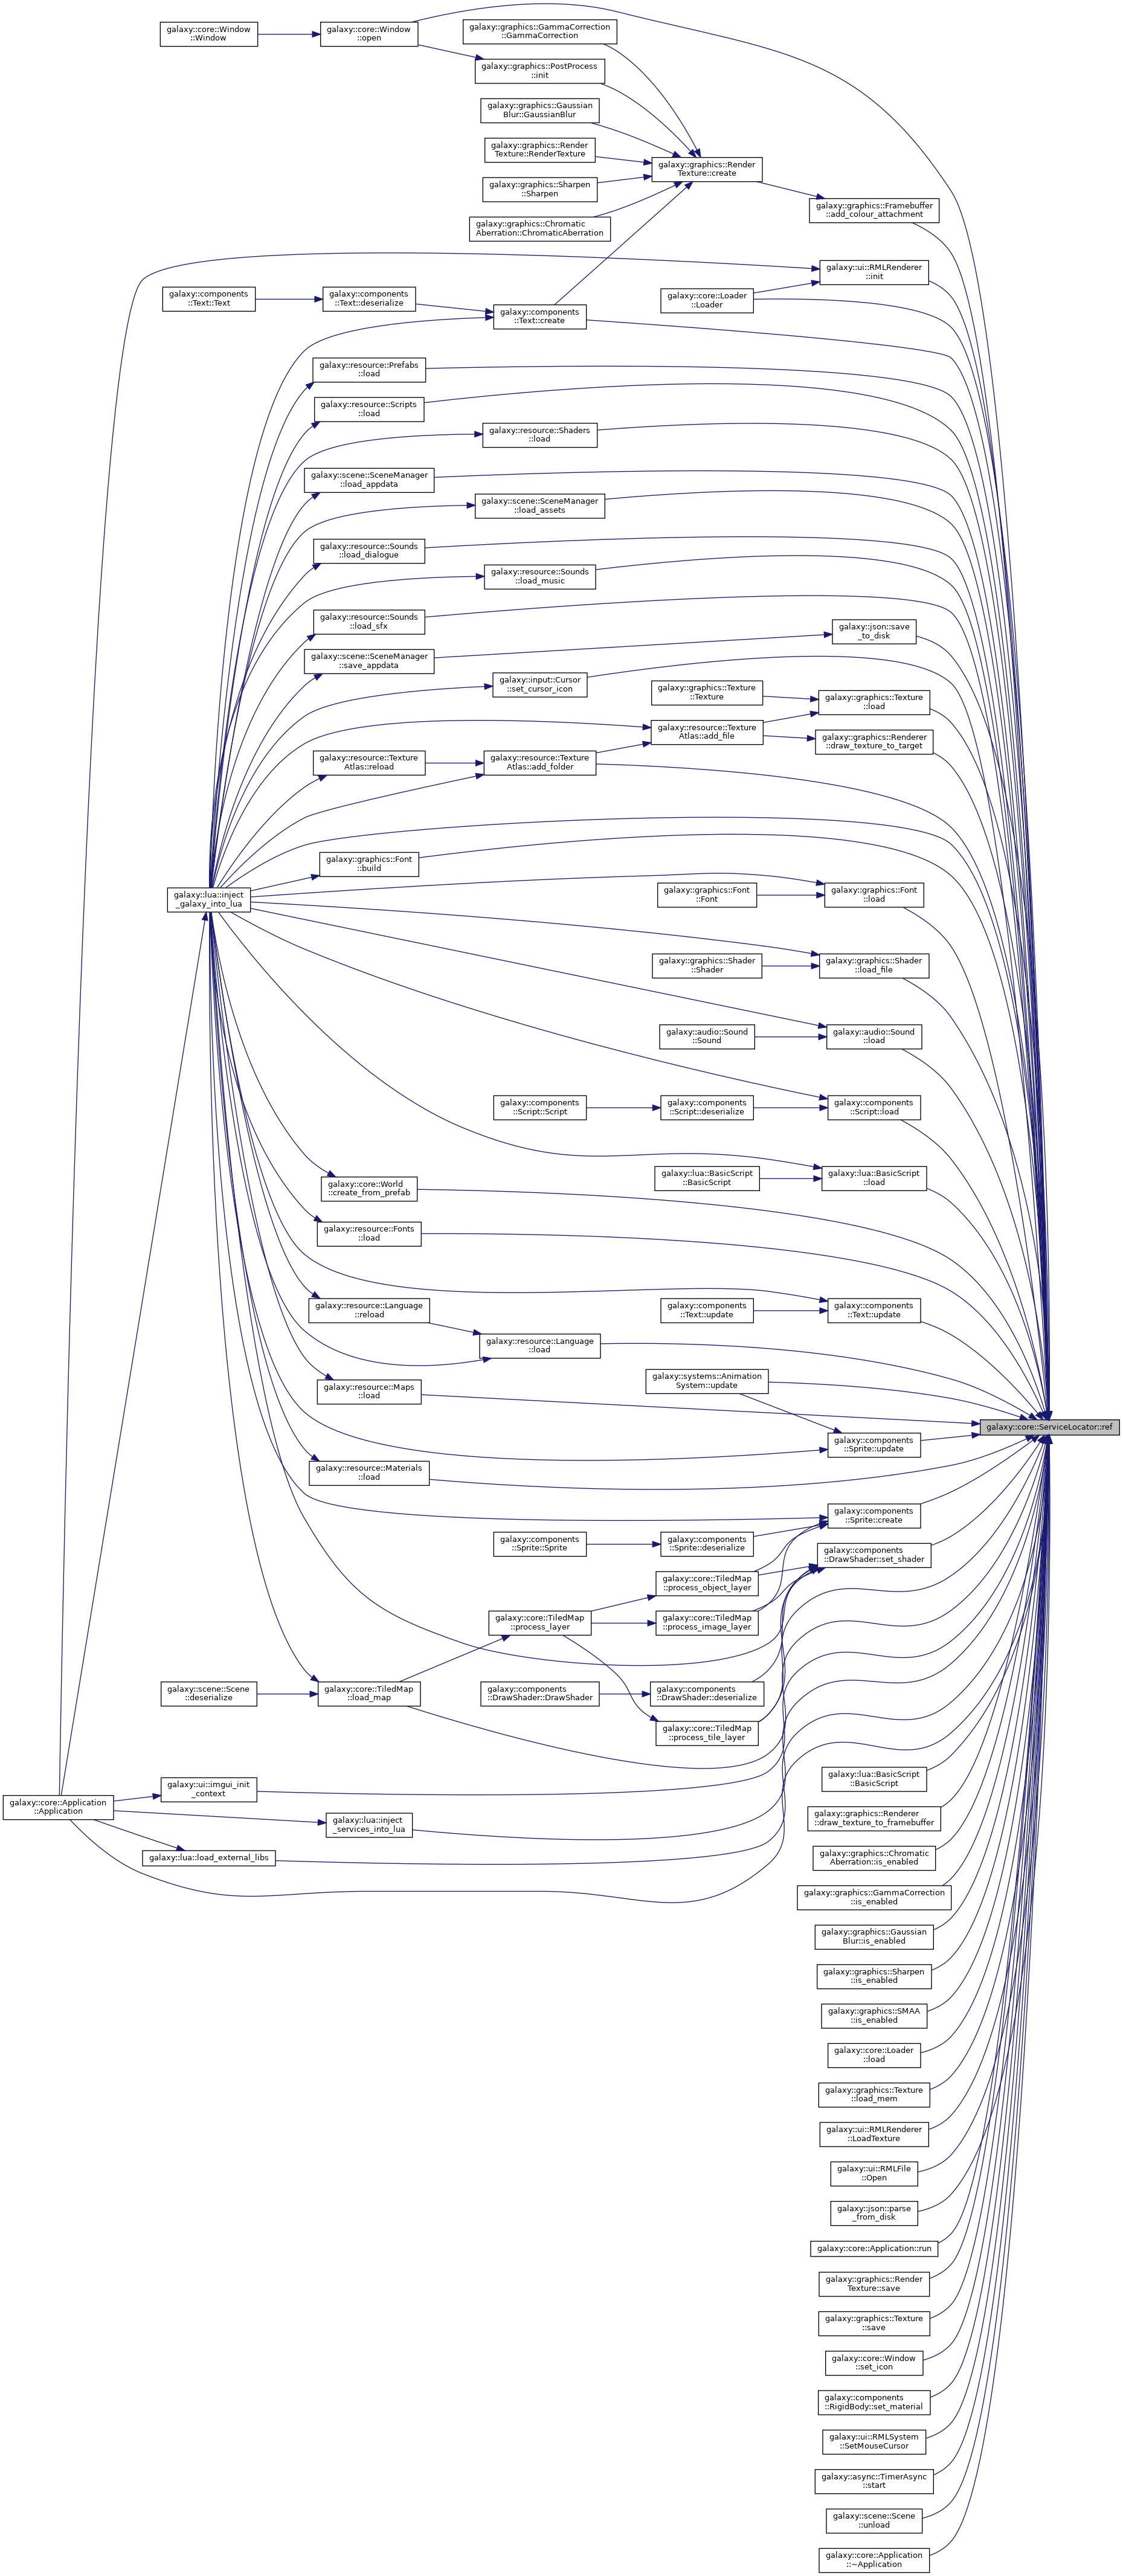 galaxy::core::Window
::Window
galaxy::core::Window
::open
galaxy::graphics::GammaCorrection
::GammaCorrection
galaxy::graphics::PostProcess
::init
galaxy::graphics::Gaussian
Blur::GaussianBlur
galaxy::graphics::Render
Texture::RenderTexture
galaxy::graphics::Render
Texture::create
galaxy::graphics::Sharpen
::Sharpen
galaxy::graphics::Framebuffer
::add_colour_attachment
galaxy::graphics::Chromatic
Aberration::ChromaticAberration
galaxy::ui::RMLRenderer
::init
galaxy::components
::Text::Text
galaxy::components
::Text::deserialize
galaxy::core::Loader
::Loader
galaxy::components
::Text::create
galaxy::resource::Prefabs
::load
galaxy::resource::Scripts
::load
galaxy::resource::Shaders
::load
galaxy::scene::SceneManager
::load_appdata
galaxy::scene::SceneManager
::load_assets
galaxy::resource::Sounds
::load_dialogue
galaxy::resource::Sounds
::load_music
galaxy::resource::Sounds
::load_sfx
galaxy::json::save
_to_disk
galaxy::scene::SceneManager
::save_appdata
galaxy::input::Cursor
::set_cursor_icon
galaxy::graphics::Texture
::Texture
galaxy::graphics::Texture
::load
galaxy::resource::Texture
Atlas::add_file
galaxy::graphics::Renderer
::draw_texture_to_target
galaxy::resource::Texture
Atlas::reload
galaxy::resource::Texture
Atlas::add_folder
galaxy::graphics::Font
::build
galaxy::lua::inject
_galaxy_into_lua
galaxy::graphics::Font
::Font
galaxy::graphics::Font
::load
galaxy::graphics::Shader
::Shader
galaxy::graphics::Shader
::load_file
galaxy::audio::Sound
::Sound
galaxy::audio::Sound
::load
galaxy::components
::Script::Script
galaxy::components
::Script::deserialize
galaxy::components
::Script::load
galaxy::lua::BasicScript
::BasicScript
galaxy::lua::BasicScript
::load
galaxy::core::World
::create_from_prefab
galaxy::resource::Fonts
::load
galaxy::resource::Language
::reload
galaxy::components
::Text::update
galaxy::components
::Text::update
galaxy::resource::Language
::load
galaxy::systems::Animation
System::update
galaxy::resource::Maps
::load
galaxy::core::ServiceLocator::ref
galaxy::components
::Sprite::update
galaxy::resource::Materials
::load
galaxy::components
::Sprite::create
galaxy::components
::Sprite::Sprite
galaxy::components
::Sprite::deserialize
galaxy::components
::DrawShader::set_shader
galaxy::core::TiledMap
::process_object_layer
galaxy::core::TiledMap
::process_layer
galaxy::core::TiledMap
::process_image_layer
galaxy::scene::Scene
::deserialize
galaxy::core::TiledMap
::load_map
galaxy::components
::DrawShader::DrawShader
galaxy::components
::DrawShader::deserialize
galaxy::core::TiledMap
::process_tile_layer
galaxy::lua::BasicScript
::BasicScript
galaxy::ui::imgui_init
_context
galaxy::core::Application
::Application
galaxy::graphics::Renderer
::draw_texture_to_framebuffer
galaxy::lua::inject
_services_into_lua
galaxy::lua::load_external_libs
galaxy::graphics::Chromatic
Aberration::is_enabled
galaxy::graphics::GammaCorrection
::is_enabled
galaxy::graphics::Gaussian
Blur::is_enabled
galaxy::graphics::Sharpen
::is_enabled
galaxy::graphics::SMAA
::is_enabled
galaxy::core::Loader
::load
galaxy::graphics::Texture
::load_mem
galaxy::ui::RMLRenderer
::LoadTexture
galaxy::ui::RMLFile
::Open
galaxy::json::parse
_from_disk
galaxy::core::Application::run
galaxy::graphics::Render
Texture::save
galaxy::graphics::Texture
::save
galaxy::core::Window
::set_icon
galaxy::components
::RigidBody::set_material
galaxy::ui::RMLSystem
::SetMouseCursor
galaxy::async::TimerAsync
::start
galaxy::scene::Scene
::unload
galaxy::core::Application
::~Application